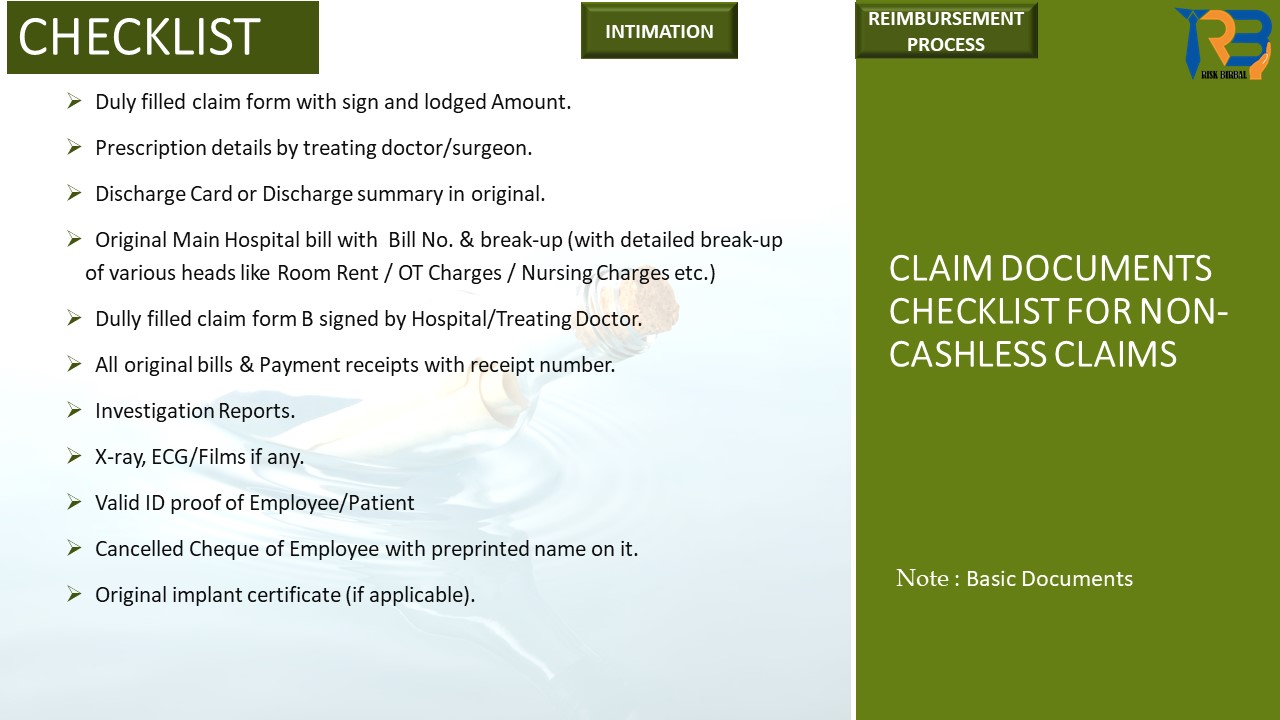 CHECKLIST
INTIMATION
REIMBURSEMENT
PROCESS
RB
RISK BIRBAL
Duly filled claim form with sign and lodged Amount.
Prescription details by treating doctor/surgeon.
Discharge Card or Discharge summary in original.
Original Main Hospital bill with Bill No. & break-up (with detailed break-up
of various heads like Room Rent / OT Charges / Nursing Charges etc.)
Dully filled claim form B signed by Hospital/Treating Doctor.
All original bills & Payment receipts with receipt number.
Investigation Reports.
X-ray, ECG/Films if any.
Valid ID proof of Employee/Patient
Cancelled Cheque of Employee with preprinted name on it.
Original implant certificate (if applicable).
CLAIM DOCUMENTS
CHECKLIST FOR NON-
CASHLESS CLAIMS
Note : Basic Documents